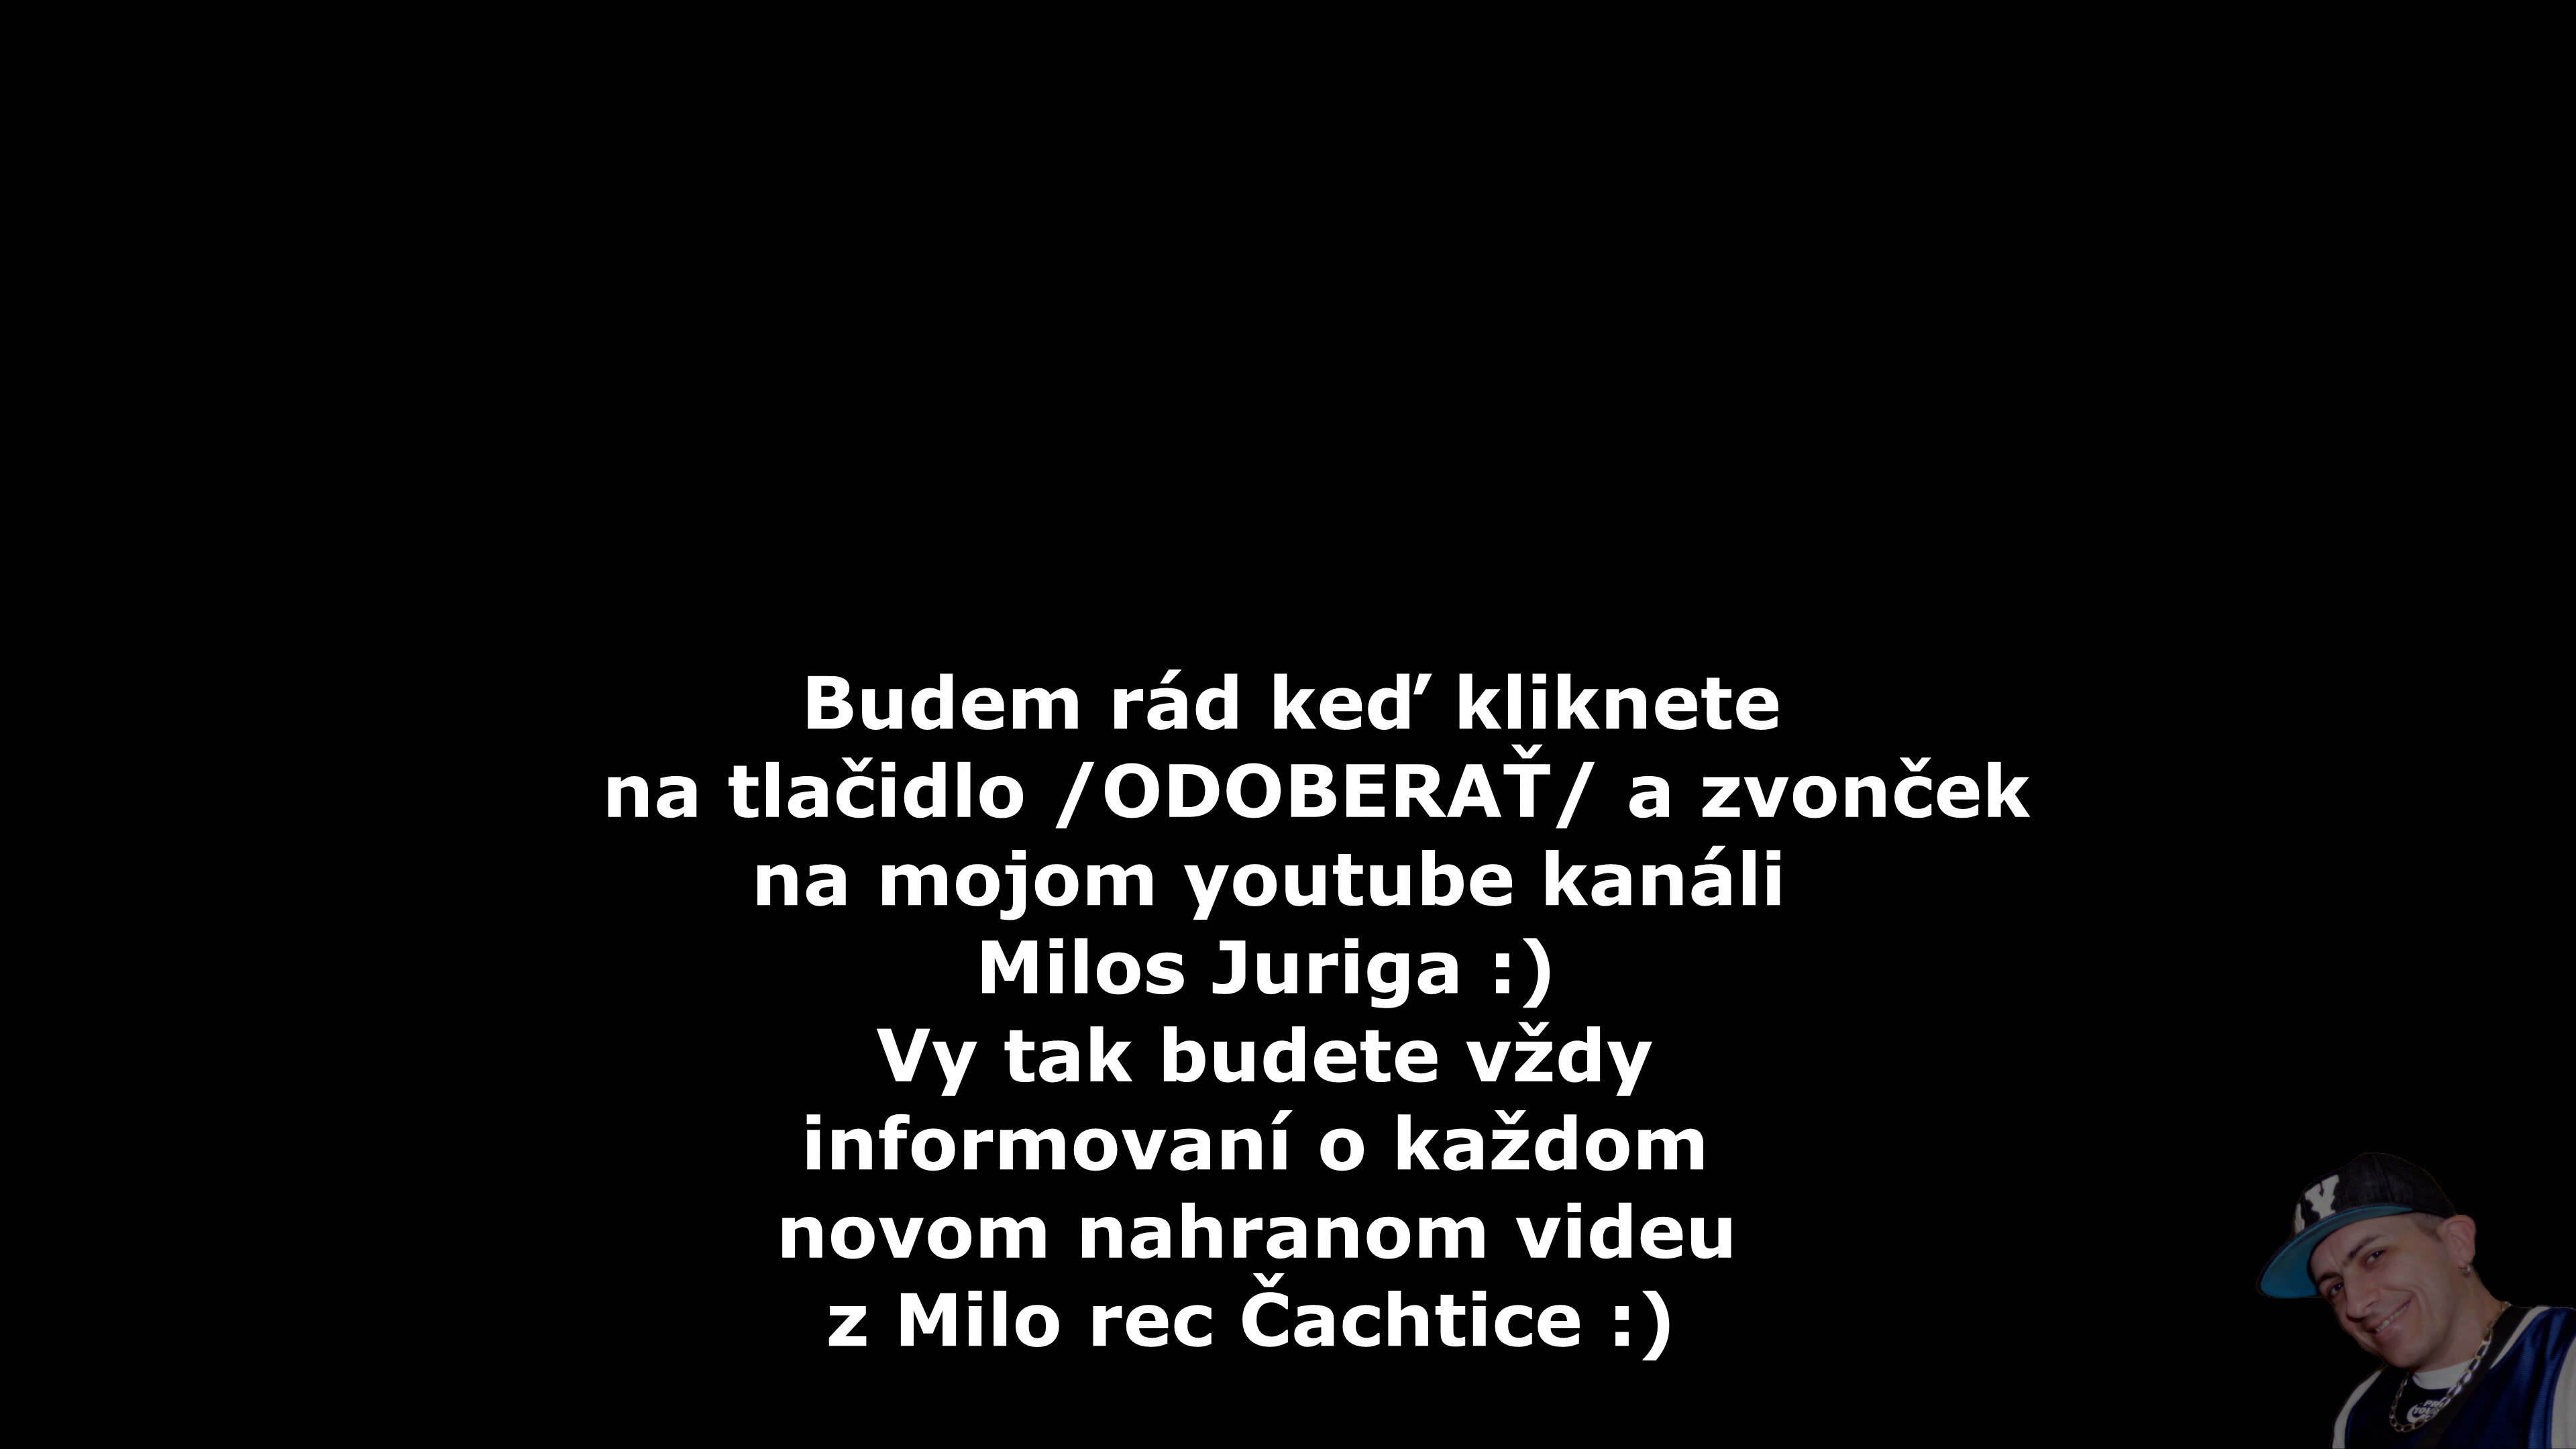 Budem rád keď kliknete
na tlačidlo /ODOBERAŤ/ a zvonček
na mojom youtube kanáli
Milos Juriga :)
Vy tak budete vždy
informovaní o každom
novom nahranom videu
z Milo rec Čachtice :)